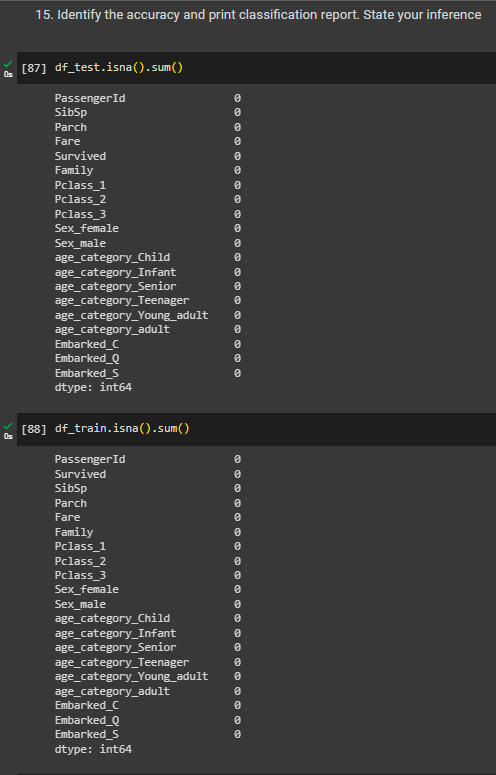 15. Identify the accuracy and print classification report. State your inference
0s
[87] df_test.isna().sum()
PassengerId 0
SibSp 0
Parch 0
Fare 0
Survived 0
Family 0
Pclass_1 0
Pclass_2 0
Pclass_3 0
Sex_female 0
Sex_male 0
age_category_Child 0
age_category_Infant 0
age_category_Senior 0
age_category_Teenager 0
age_category_Young_adult 0
age_category_adult 0
Embarked_C 0
Embarked_Q 0
Embarked_S 0
dtype: int64
0s
[88] df_train.isna().sum()
PassengerId 0
Survived 0
SibSp 0
Parch 0
Fare 0
Family 0
Pclass_1 0
Pclass_2 0
Pclass_3 0
Sex_female 0
Sex_male 0
age_category_Child 0
age_category_Infant 0
age_category_Senior 0
age_category_Teenager 0
age_category_Young_adult 0
age_category_adult 0
Embarked_C 0
Embarked_Q 0
Embarked_S 0
dtype: int64